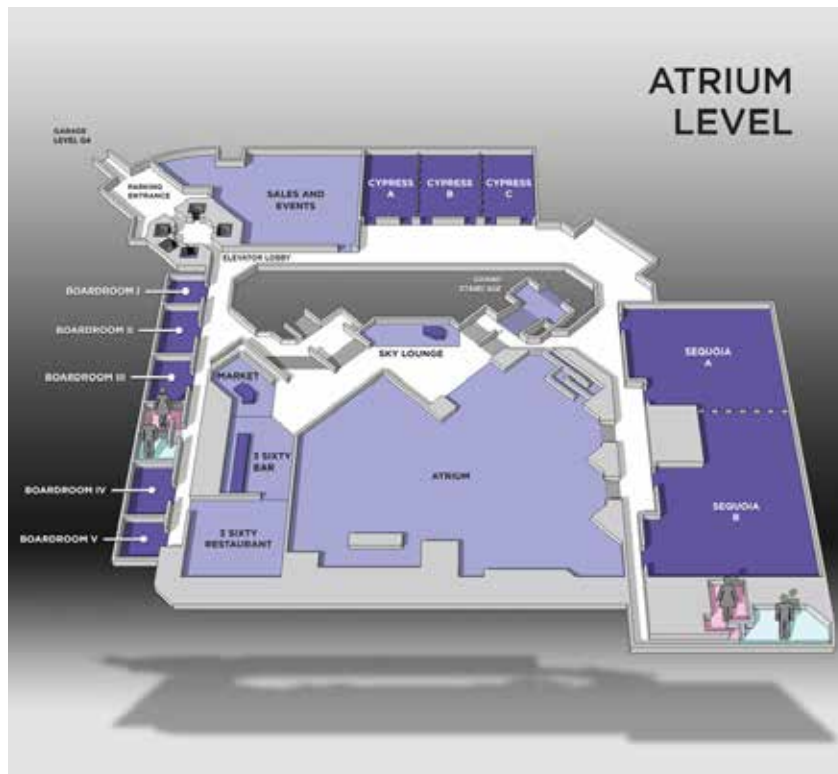 ATRIUM
LEVEL
GARAGE
LEVEL G4
PARKING
ENTRANCE
SALES AND
EVENTS
CYPRESS
A
CYPRESS
B
CYPRESS
C
ELEVATOR LOBBY
BOARDROOM I
BOARDROOM II
BOARDROOM III
SKY LOUNGE
MARKET
SEQUOIA
A
3 SIXTY
BAR
ATRIUM
BOARDROOM IV
SEQUOIA
B
3 SIXTY
RESTAURANT
BOARDROOM V